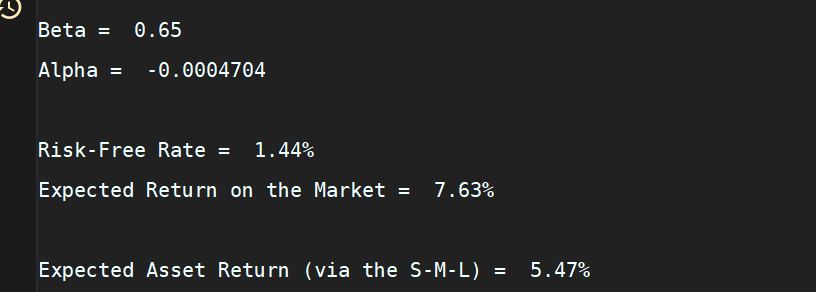 Beta =  0.65
Alpha =  -0.0004704
Risk-Free Rate =  1.44%
Expected Return on the Market =  7.63%
Expected Asset Return (via the S-M-L) =  5.47%